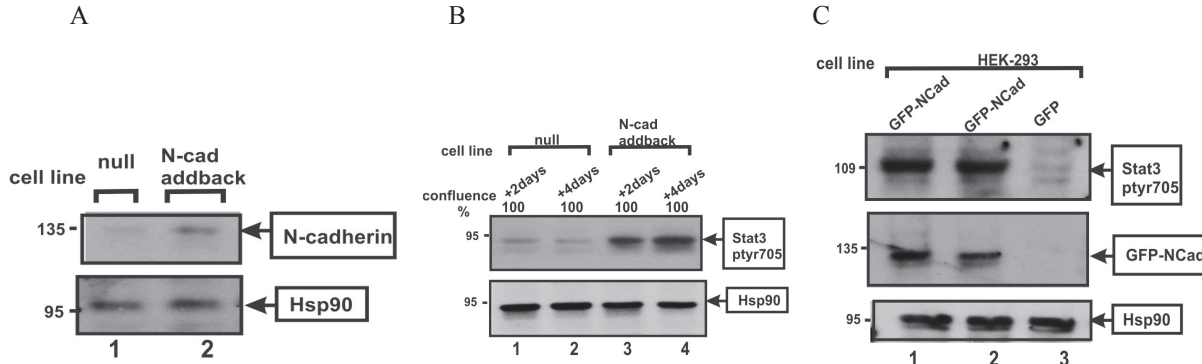 A
null
N-cad
addback
cell line
135
N-cadherin
95
Hsp90
1 2
B
null
N-cad
addback
cell line
+2days +4days +2days +4days
confluence
%
100 100 100 100
95
Stat3
ptyr705
95
Hsp90
1 2 3 4
C
cell line
HEK-293
GFP-NCad GFP-NCad GFP
109
Stat3
ptyr705
135
GFP-NCad
95
Hsp90
1 2 3